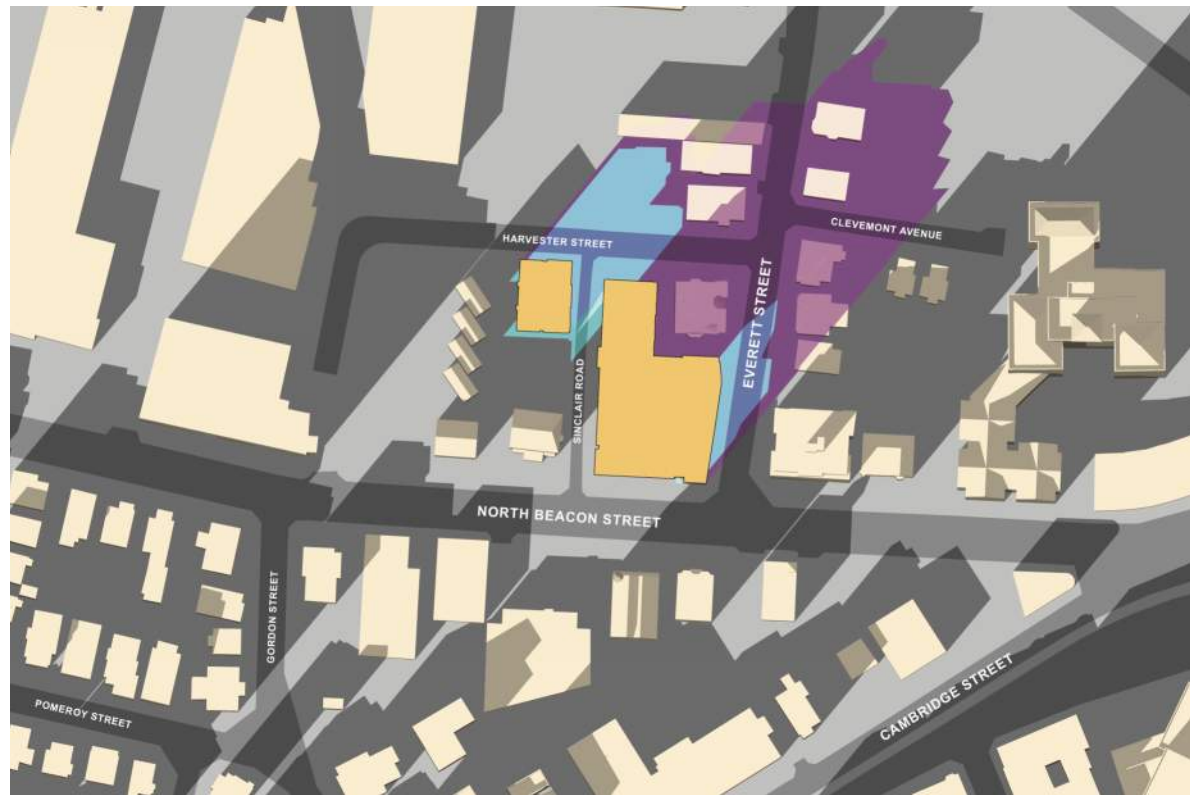 CLEVEMONT AVENUE
HARVESTER STREET
EVERETT STREET
SINCLAIR ROAD
NORTH BEACON STREET
GORDON STREET
CAMBRIDGE STREET
POMEROY STREET